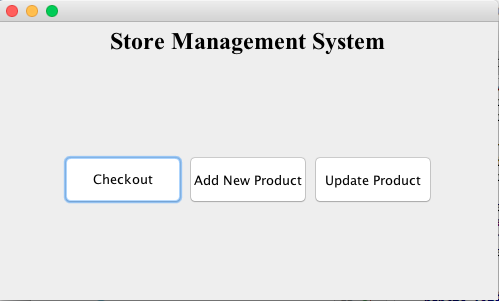 Store Management System
Checkout
Add New Product
Update Product